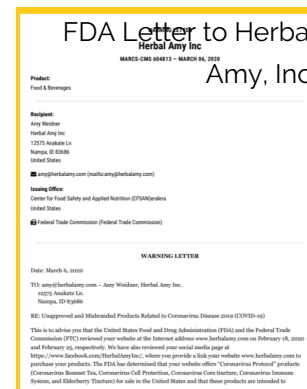 FDA Letter to Herbal
Amy, Inc
WARNING LETTER
Herbal Amy Inc
MARCS-CMS 604813 — MARCH 06, 2020
Product:
Food & Beverages
Recipient:
Amy Weidner
Herbal Amy Inc
12575 Anakate Ln
Nampa, ID 83686
United States
amy@herbalamy.com (mailto:amy@herbalamy.com)
Issuing Office:
Center for Food Safety and Applied Nutrition (CFSAN)eralens
United States
Federal Trade Commission (Federal Trade Commission)
WARNING LETTER
Date: March 6, 2020
TO: amy@herbalamy.com – Amy Weidner, Herbal Amy Inc.
12575 Anakate Ln.
Nampa, ID 83686
RE: Unapproved and Misbranded Products Related to Coronavirus Disease 2019 (COVID-19)
This is to advise you that the United States Food and Drug Administration (FDA) and the Federal Trade
Commission (FTC) reviewed your website at the Internet address www.herbalamy.com on February 18, 2020
and February 25, respectively. We have also reviewed your social media page at
https://www.facebook.com/HerbalAmyInc/, where you provide a link your website www.herbalamy.com to
purchase your products. The FDA has determined that your website offers "Coronavirus Protocol" products
(Coronavirus Boneset Tea, Coronavirus Cell Protection, Coronavirus Core tincture, Coronavirus Immune
System, and Elderberry Tincture) for sale in the United States and that these products are intended to